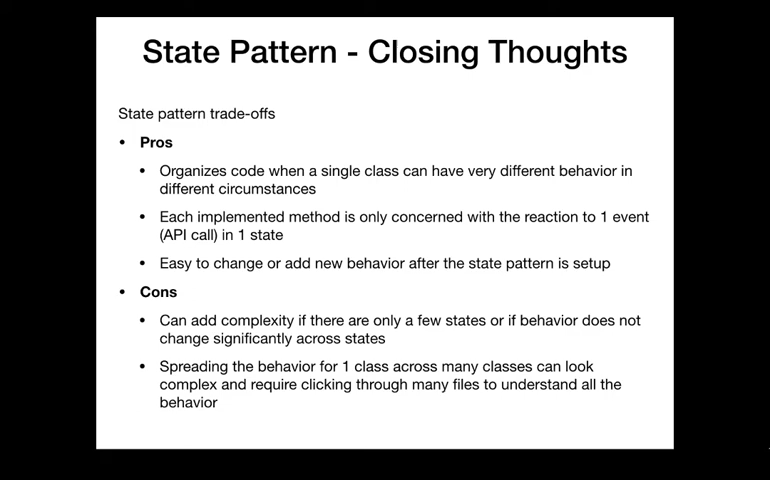 State Pattern - Closing Thoughts
State pattern trade-offs
• Pros
• Organizes code when a single class can have very different behavior in
different circumstances
• Each implemented method is only concerned with the reaction to 1 event
(API call) in 1 state
• Easy to change or add new behavior after the state pattern is setup
• Cons
• Can add complexity if there are only a few states or if behavior does not
change significantly across states
• Spreading the behavior for 1 class across many classes can look
complex and require clicking through many files to understand all the
behavior